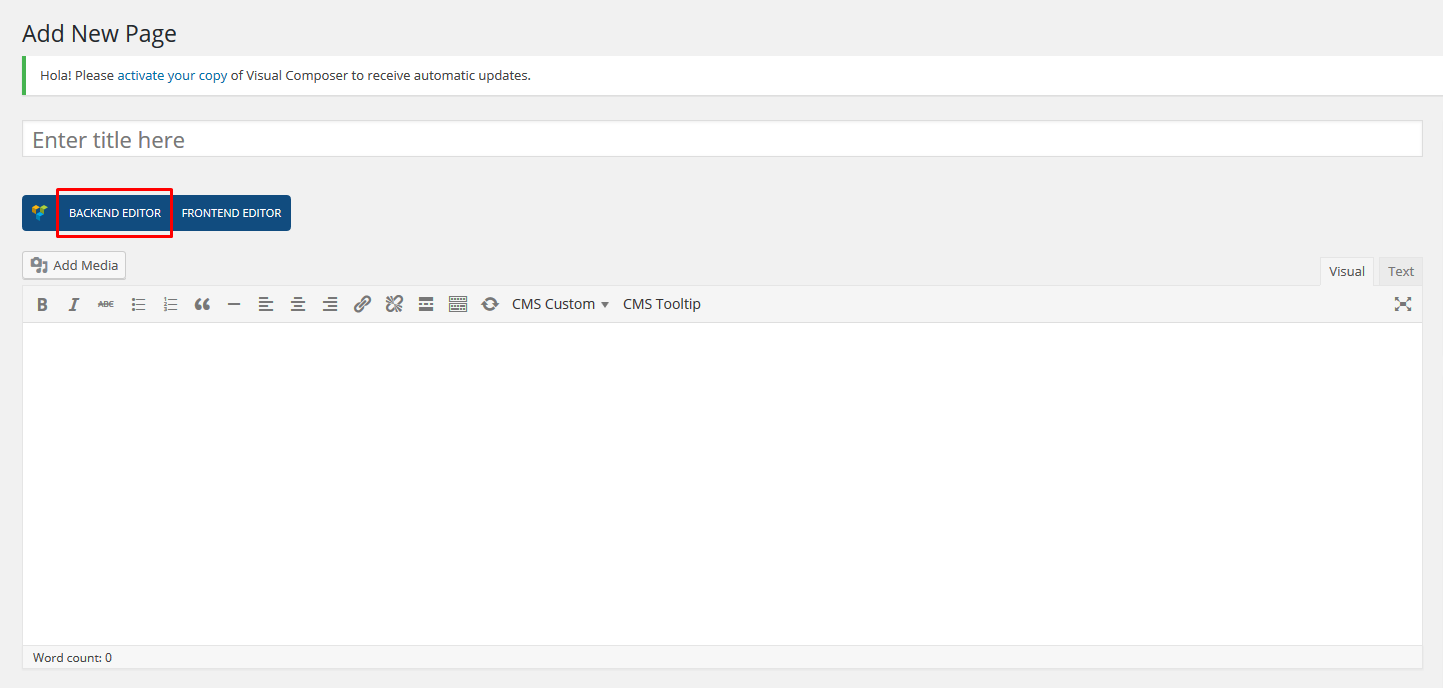 Add New Page
Hola! Please activate your copy of Visual Composer to receive automatic updates.
Enter title here
BACKEND EDITOR FRONTEND EDITOR
Add Media
Visual Text
B I ABC CMS Custom CMS Tooltip
Word count: 0